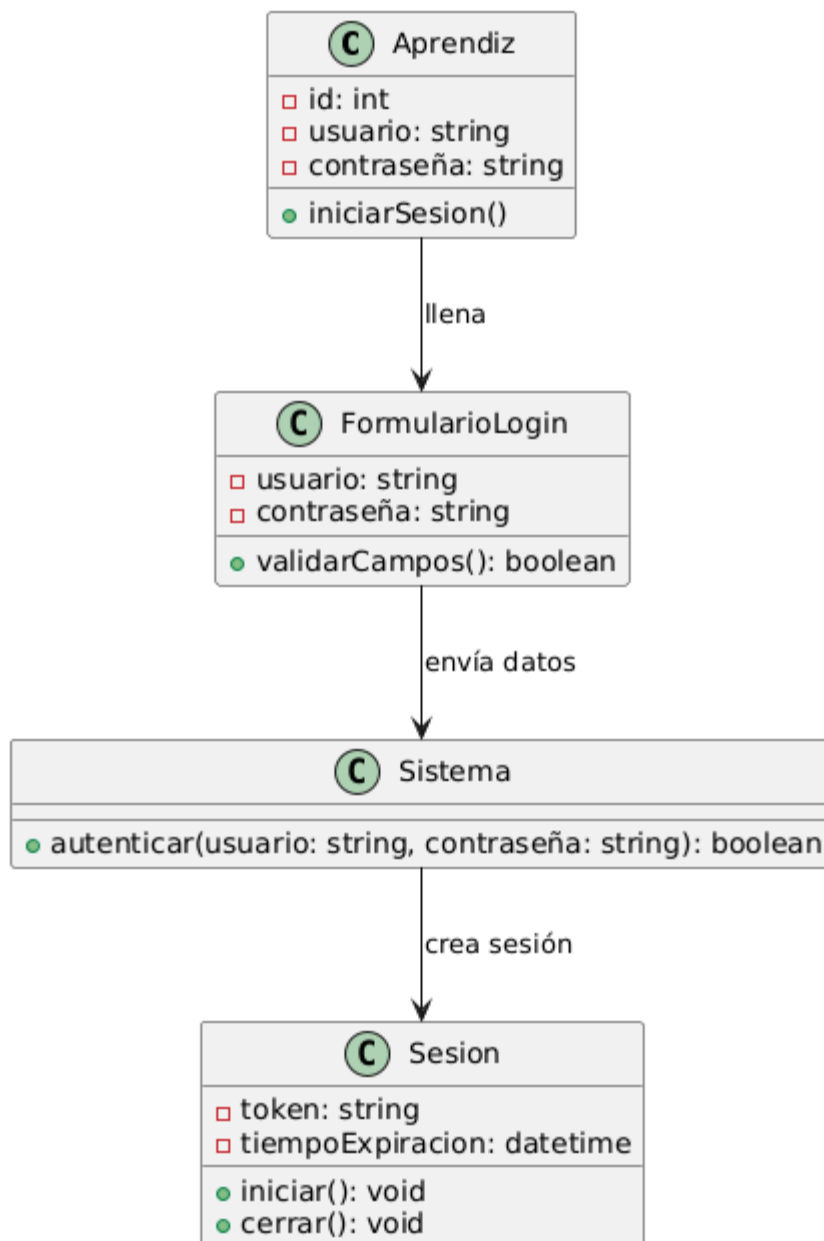 C Aprendiz
id: int
usuario: string
contraseña: string
iniciarSesion()
llena
C FormularioLogin
usuario: string
contraseña: string
validarCampos(): boolean
envía datos
C Sistema
autenticar(usuario: string, contraseña: string): boolean
crea sesión
C Sesion
token: string
tiempoExpiracion: datetime
iniciar(): void
cerrar(): void